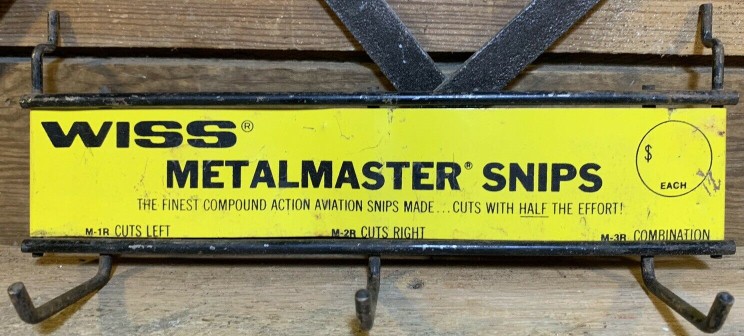 WISS®
METALMASTER® SNIPS
$
EACH
THE FINEST COMPOUND ACTION AVIATION SNIPS MADE...CUTS WITH HALF THE EFFORT!
M-1R CUTS LEFT M-2R CUTS RIGHT M-3R COMBINATION